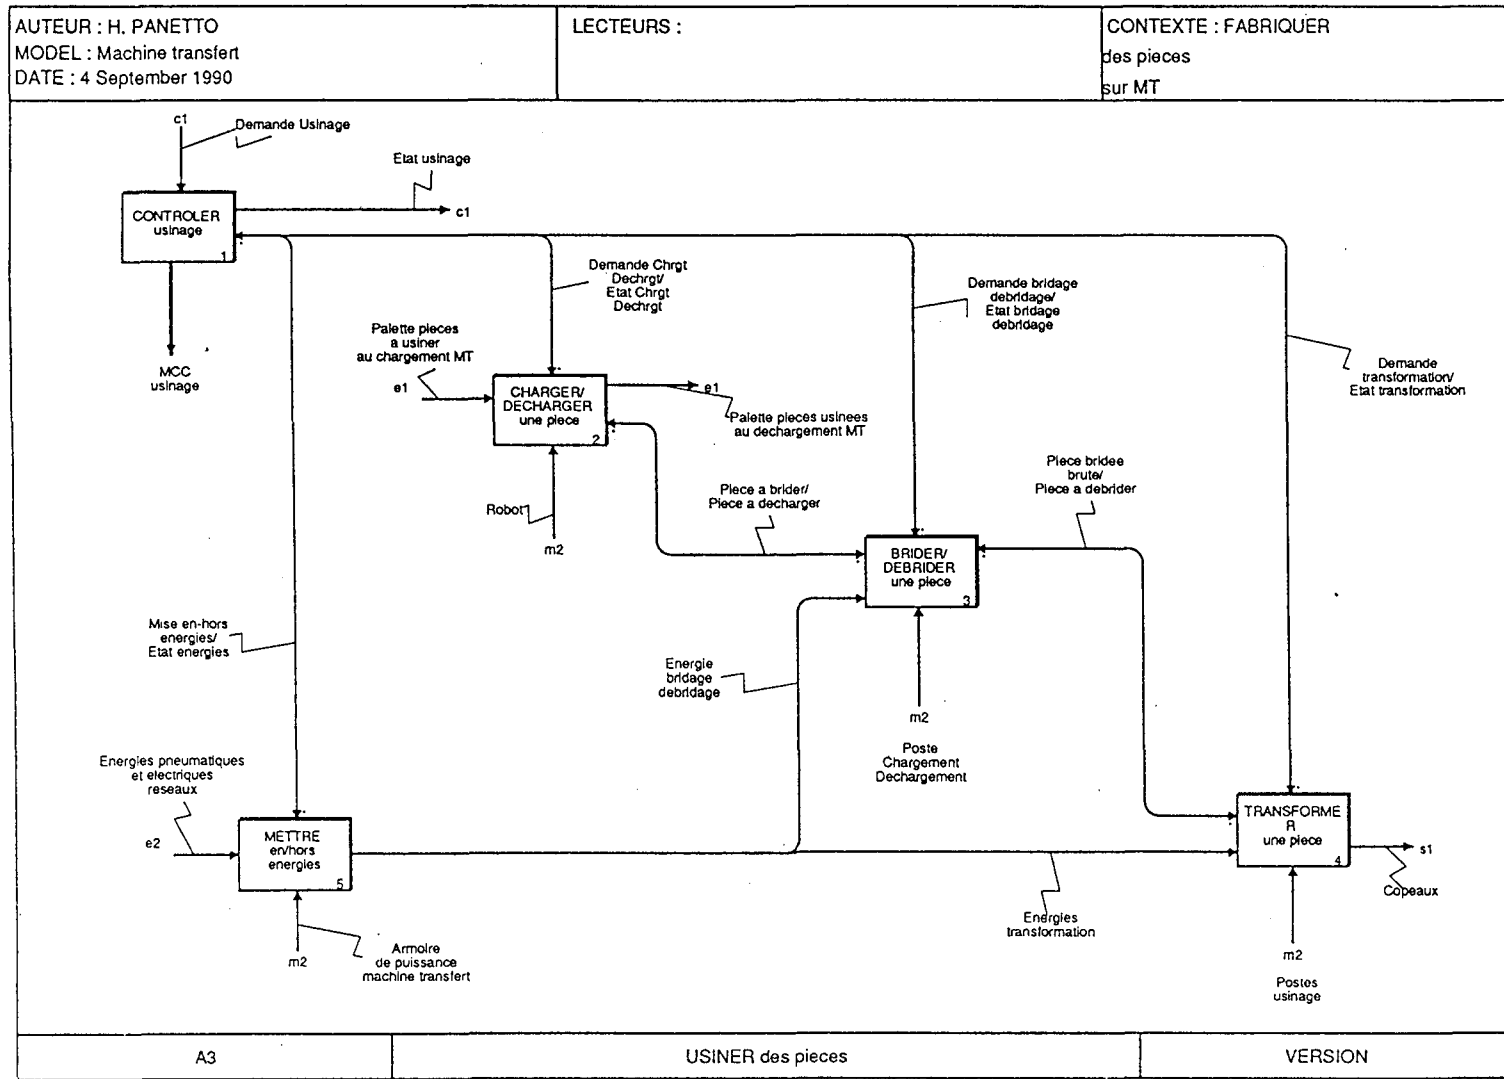 AUTEUR : H. PANETTO
MODEL : Machine transfert
DATE : 4 September 1990
LECTEURS :
CONTEXTE : FABRIQUER
des pieces
sur MT
c1
Demande Usinage
Etat usinage
c1
CONTROLER
usinage
1
MCC
usinage
Demande Chrgt
Dechrgt/
Etat Chrgt
Dechrgt
Demande bridage
debridage/
Etat bridage
debridage
Palette pieces
a usiner
au chargement MT
e1
CHARGER/
DECHARGER
une piece
2
e1
Palette pieces usinees
au dechargement MT
Demande
transformation/
Etat transformation
Robot
m2
Piece a brider/
Piece a decharger
Piece bridee
brute/
Piece a debrider
BRIDER/
DEBRIDER
une piece
3
Mise en-hors
energies/
Etat energies
Energie
bridage
debridage
m2
Poste
Chargement
Dechargement
Energies pneumatiques
et electriques
reseaux
e2
METTRE
en/hors
energies
5
TRANSFORME
R
une piece
4
s1
Copeaux
Energies
transformation
m2
Armoire
de puissance
machine transfert
m2
Postes
usinage
A3
USINER des pieces
VERSION